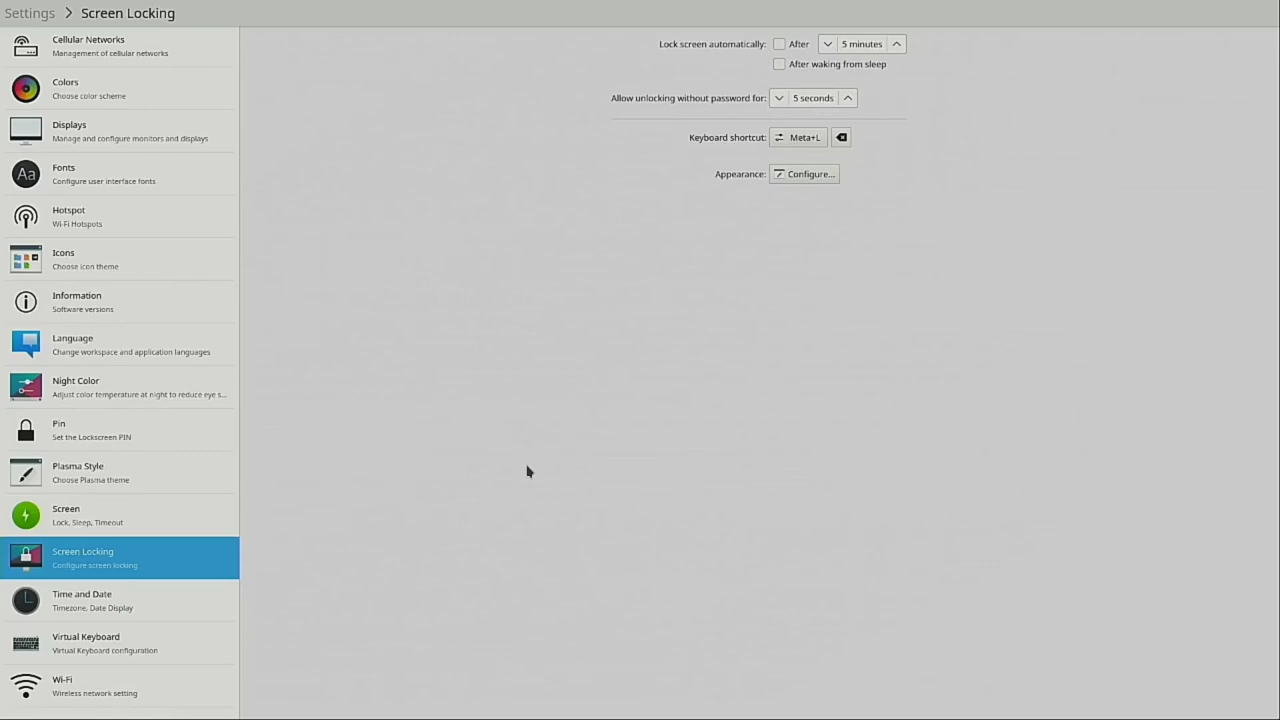 Settings > Screen Locking
Cellular Networks
Management of cellular networks
Colors
Choose color scheme
Displays
Manage and configure monitors and displays
Aa
Fonts
Configure user interface fonts
Hotspot
Wi-Fi Hotspots
Icons
Choose icon theme
Information
Software versions
Language
Change workspace and application languages
Night Color
Adjust color temperature at night to reduce eye s...
Pin
Set the Lockscreen PIN
Plasma Style
Choose Plasma theme
Screen
Lock, Sleep, Timeout
Screen Locking
Configure screen locking
Time and Date
Timezone, Date Display
Virtual Keyboard
Virtual Keyboard configuration
Wi-Fi
Wireless network setting
Lock screen automatically: After 5 minutes
After waking from sleep
Allow unlocking without password for: 5 seconds
Keyboard shortcut: Meta+L
Appearance: Configure...